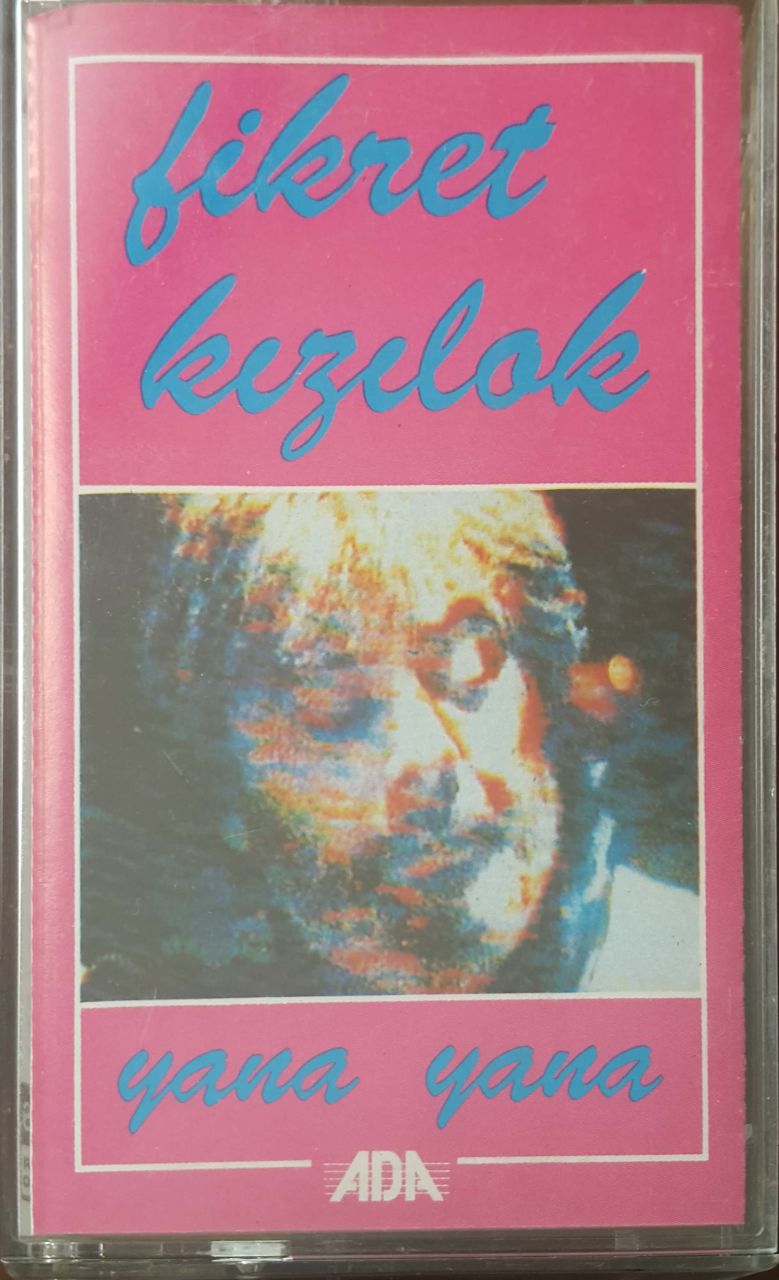 fikret
kızılok
yana yana
ADA